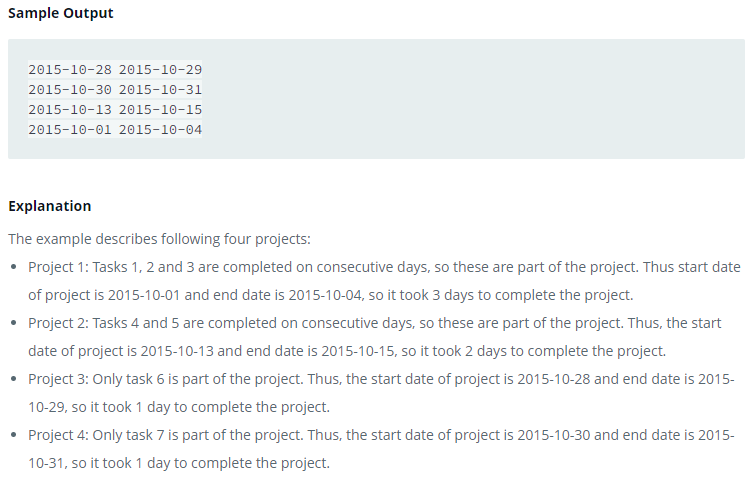 Sample Output
2015-10-28 2015-10-29
2015-10-30 2015-10-31
2015-10-13 2015-10-15
2015-10-01 2015-10-04
Explanation
The example describes following four projects:
• Project 1: Tasks 1, 2 and 3 are completed on consecutive days, so these are part of the project. Thus start date
of project is 2015-10-01 and end date is 2015-10-04, so it took 3 days to complete the project.
• Project 2: Tasks 4 and 5 are completed on consecutive days, so these are part of the project. Thus, the start
date of project is 2015-10-13 and end date is 2015-10-15, so it took 2 days to complete the project.
• Project 3: Only task 6 is part of the project. Thus, the start date of project is 2015-10-28 and end date is 2015-
10-29, so it took 1 day to complete the project.
• Project 4: Only task 7 is part of the project. Thus, the start date of project is 2015-10-30 and end date is 2015-
10-31, so it took 1 day to complete the project.